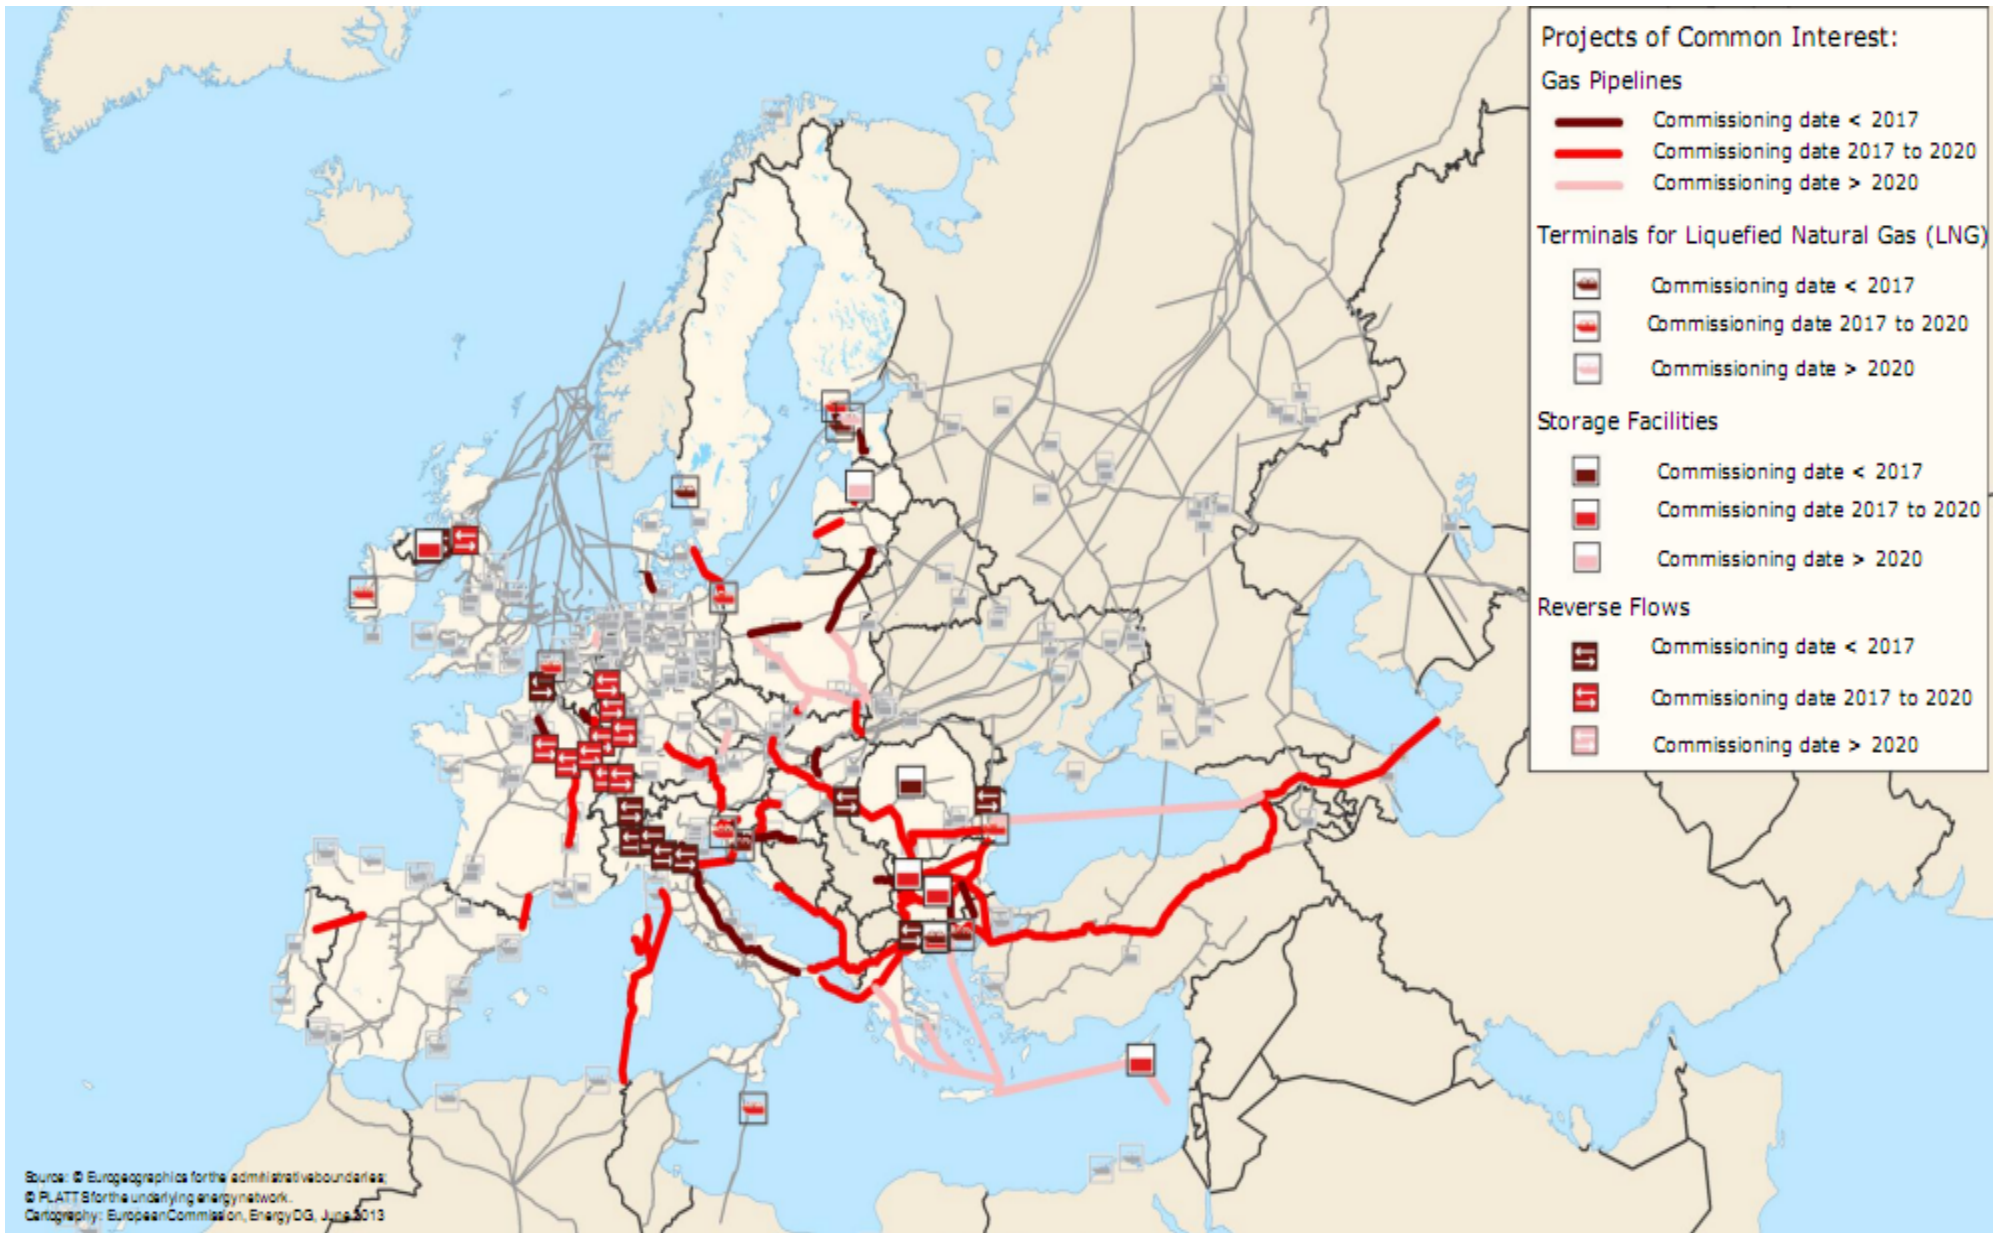 Projects of Common Interest:
Gas Pipelines
Commissioning date < 2017
Commissioning date 2017 to 2020
Commissioning date > 2020
Terminals for Liquefied Natural Gas (LNG)
Commissioning date < 2017
Commissioning date 2017 to 2020
Commissioning date > 2020
Storage Facilities
Commissioning date < 2017
Commissioning date 2017 to 2020
Commissioning date > 2020
Reverse Flows
Commissioning date < 2017
Commissioning date 2017 to 2020
Commissioning date > 2020
Source: © Eurogeographics for the administrative boundaries;
© PLATTS for the underlying energy network.
Cartography: European Commission, Energy DG, June 2013